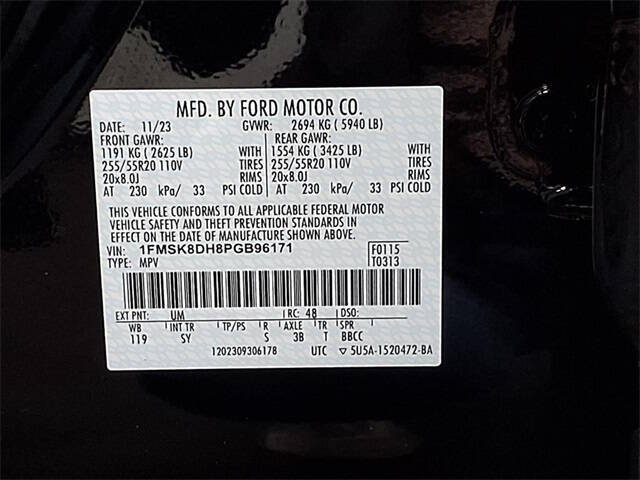 MFD. BY FORD MOTOR CO.
DATE: 11/23 GVWR: 2694 KG ( 5940 LB)
FRONT GAWR: REAR GAWR:
1191 KG ( 2625 LB) WITH 1554 KG ( 3425 LB) WITH
255/55R20 110V TIRES 255/55R20 110V TIRES
20x8.0J RIMS 20x8.0J RIMS
AT 230 kPa/ 33 PSI COLD AT 230 kPa/ 33 PSI COLD
THIS VEHICLE CONFORMS TO ALL APPLICABLE FEDERAL MOTOR
VEHICLE SAFETY AND THEFT PREVENTION STANDARDS IN
EFFECT ON THE DATE OF MANUFACTURE SHOWN ABOVE.
VIN: 1FMSK8DH8PGB96171 F0115
TYPE: MPV T0313
EXT PNT: UM RC: 48
WB INT TR TP/PS R AXLE TR SPR
119 SY S 3B T BBCC
1202309306178 UTC ▽ 5U5A-1520472-BA